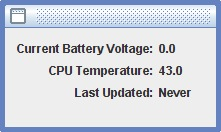 Current Battery Voltage: 0.0
CPU Temperature: 43.0
Last Updated: Never